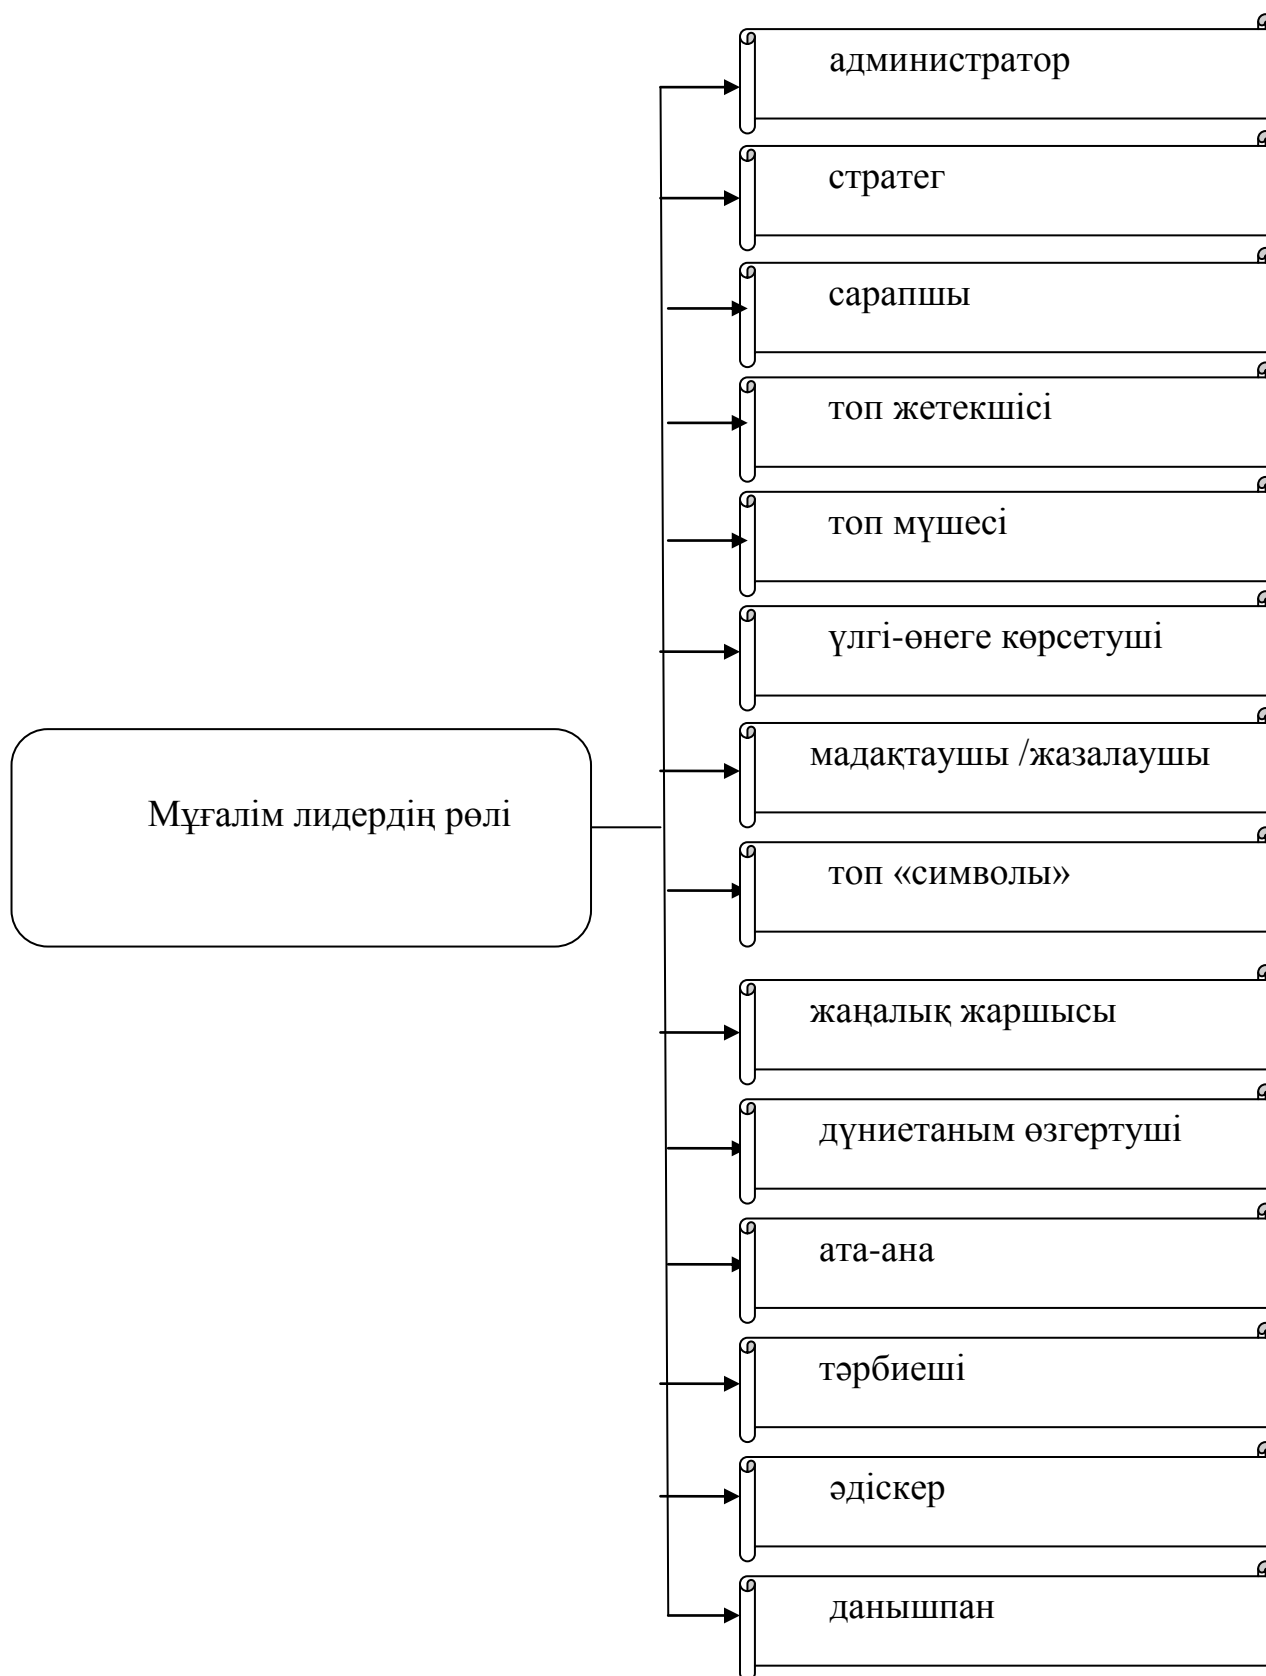 администратор
стратег
сарапшы
топ жетекшісі
топ мүшесі
үлгі-өнеге көрсетуші
мадақтаушы /жазалаушы
Мұғалім лидердің рөлі
топ «символы»
жаңалық жаршысы
дүниетаным өзгертуші
ата-ана
тәрбиеші
әдіскер
данышпан